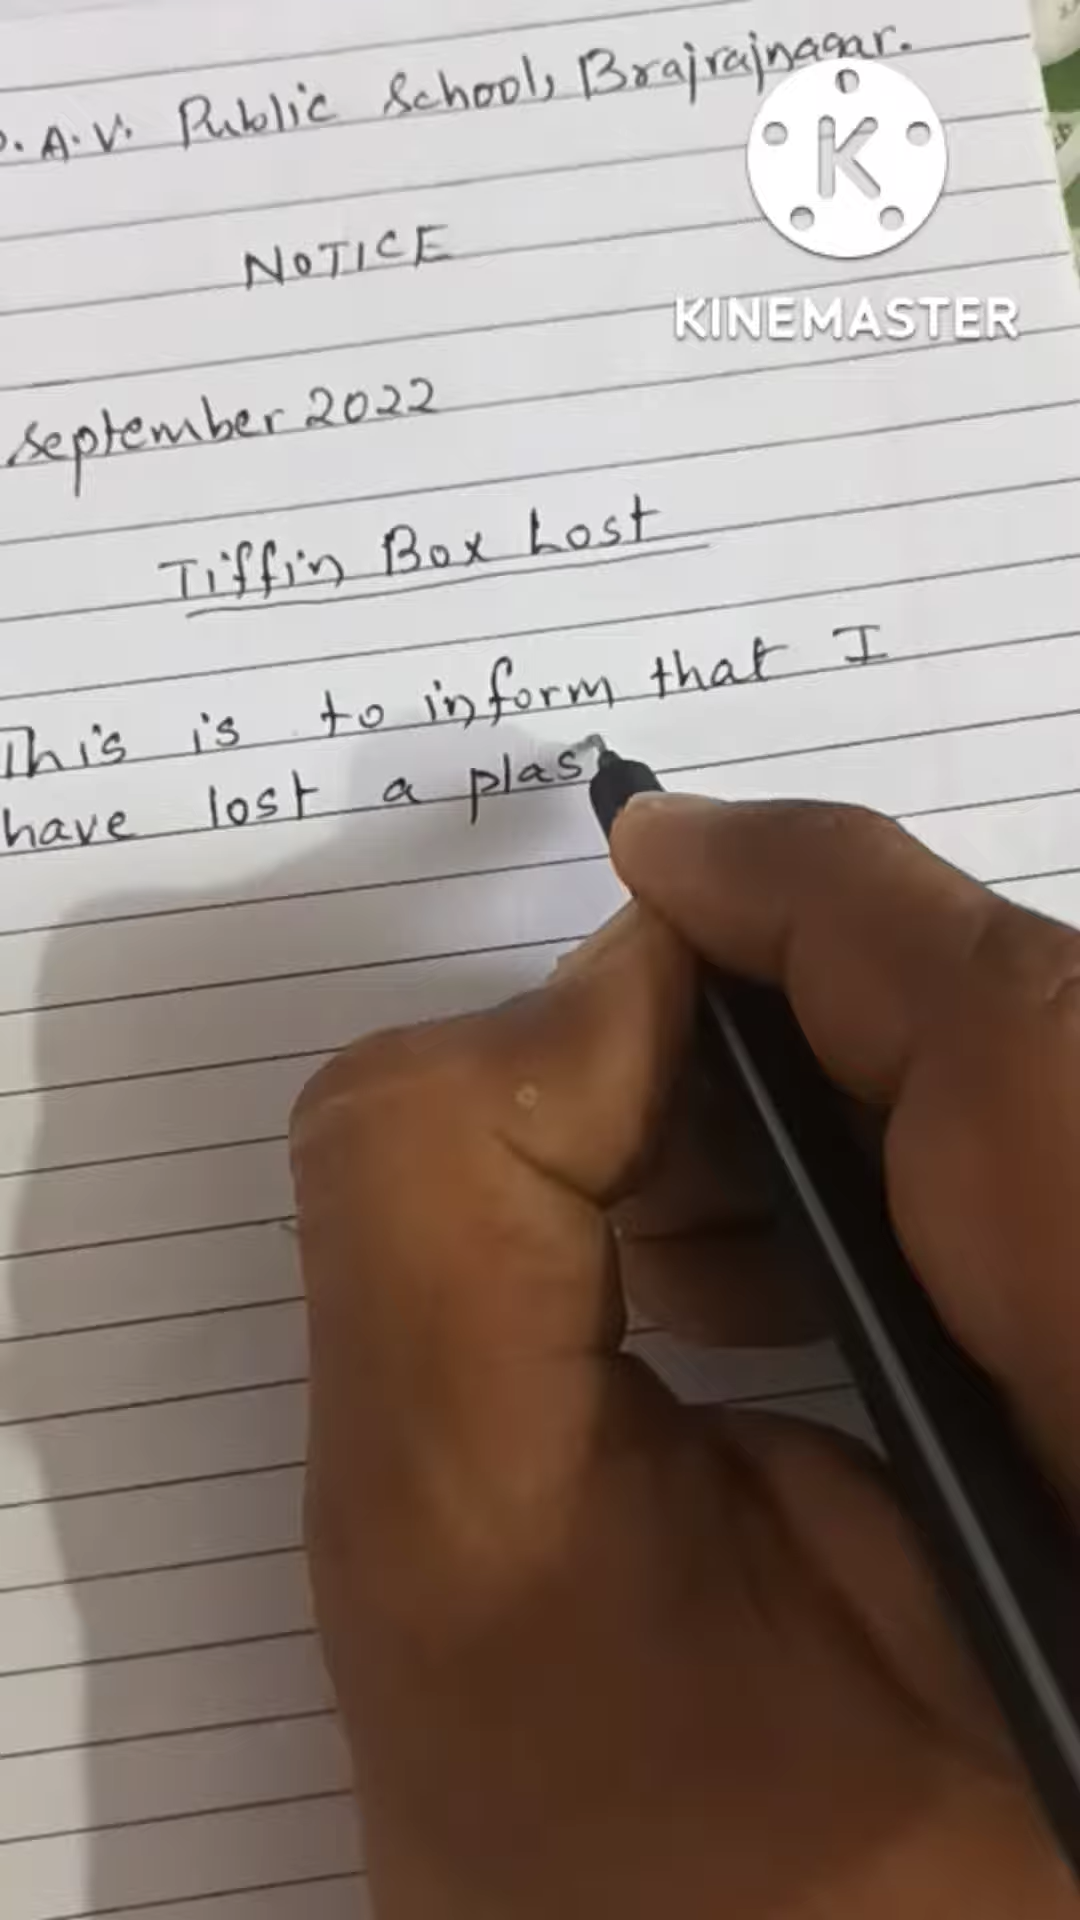 .A.V. Public School, Brajrajnagar.
NOTICE
KINEMASTER
September 2022
Tiffin Box Lost
This is to inform that I
have lost a plas